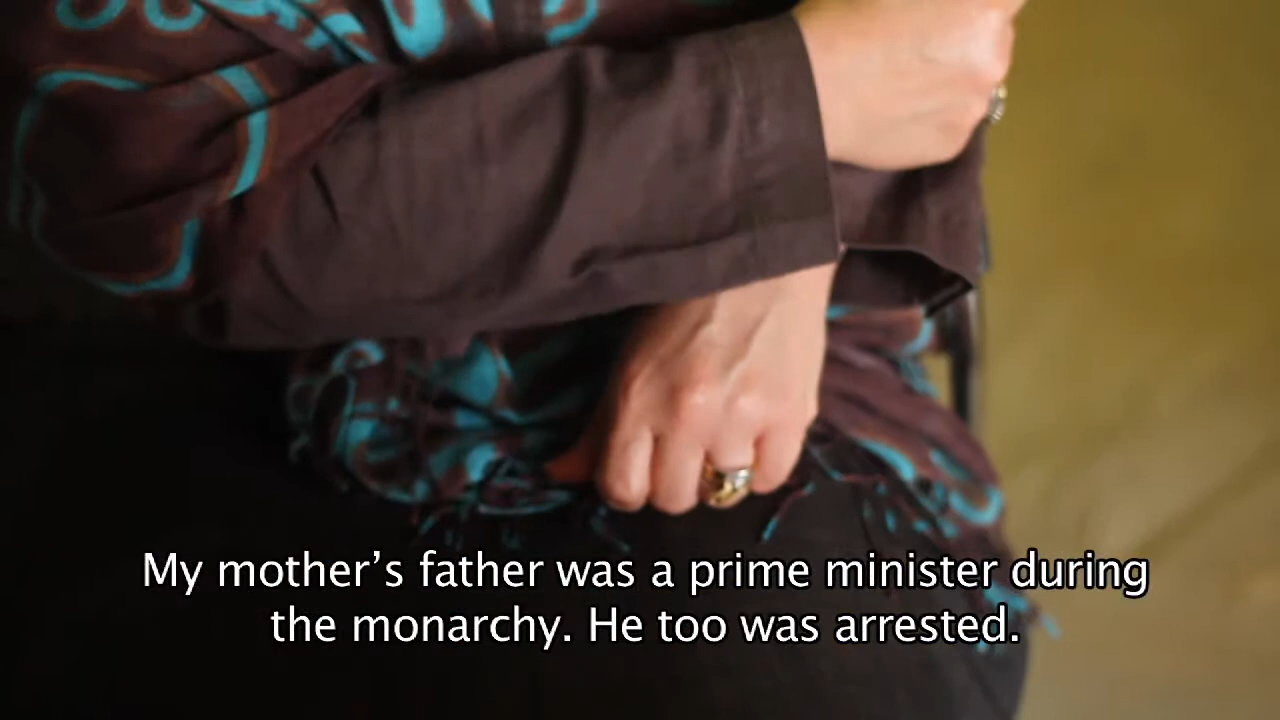 My mother’s father was a prime minister during
the monarchy. He too was arrested.